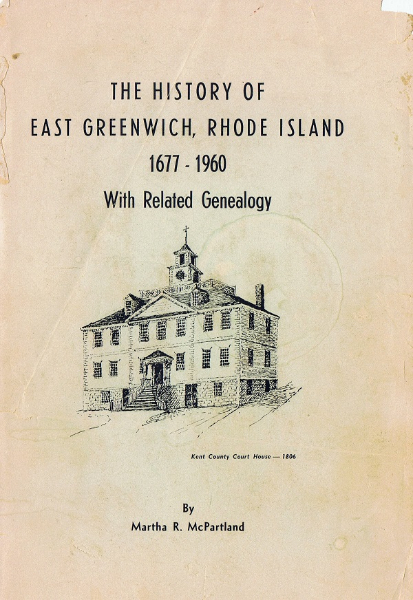 THE HISTORY OF
EAST GREENWICH, RHODE ISLAND
1677 - 1960
With Related Genealogy
Kent County Court House — 1806
By
Martha R. McPartland